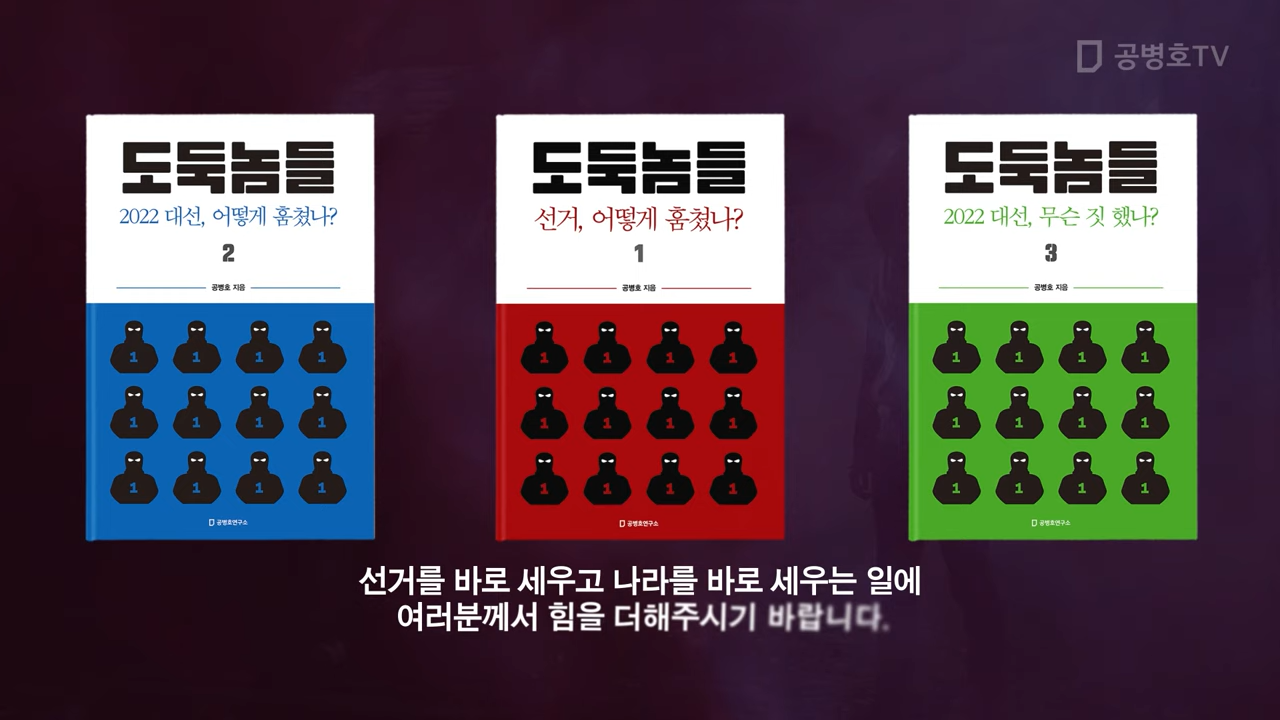 공병호TV
도둑놈들
2022 대선, 어떻게 훔쳤나?
2
공병호 지음
1 1 1 1
1 1 1 1
1 1 1 1
공병호연구소
도둑놈들
선거, 어떻게 훔쳤나?
1
공병호 지음
1 1 1 1
1 1 1 1
1 1 1 1
공병호연구소
도둑놈들
2022 대선, 무슨 짓 했나?
3
공병호 지음
1 1 1 1
1 1 1 1
1 1 1 1
공병호연구소
선거를 바로 세우고 나라를 바로 세우는 일에
여러분께서 힘을 더해주시기 바랍니다.